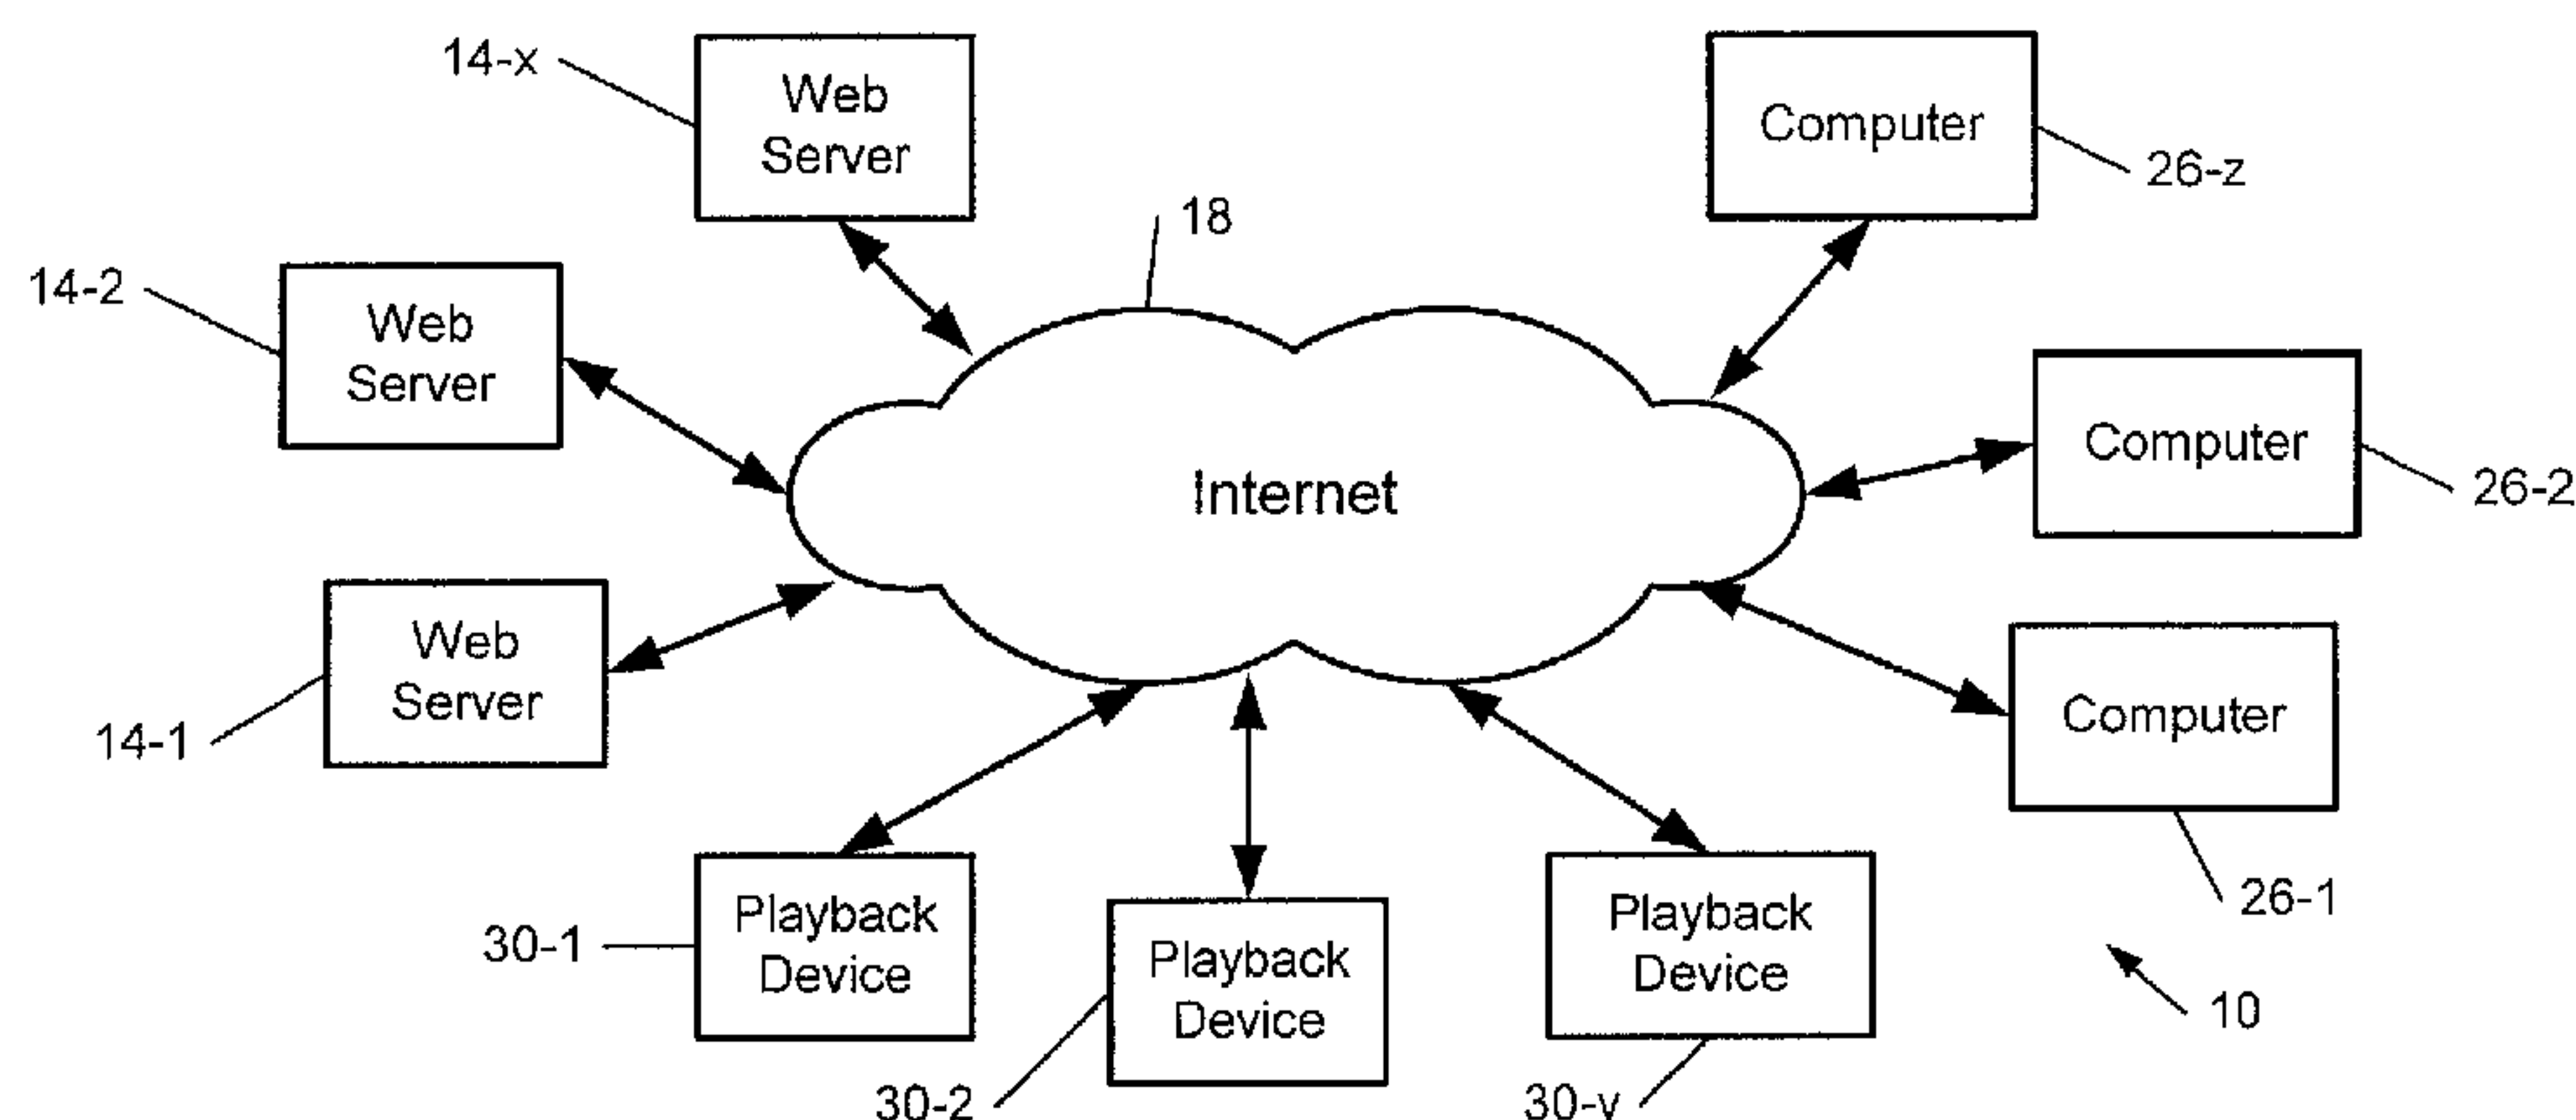 14-x
Web
Server
Computer
26-z
18
14-2
Web
Server
Computer
26-2
Internet
14-1
Web
Server
Computer
26-1
30-1
Playback
Device
30-2
Playback
Device
Playback
Device
30-y
10